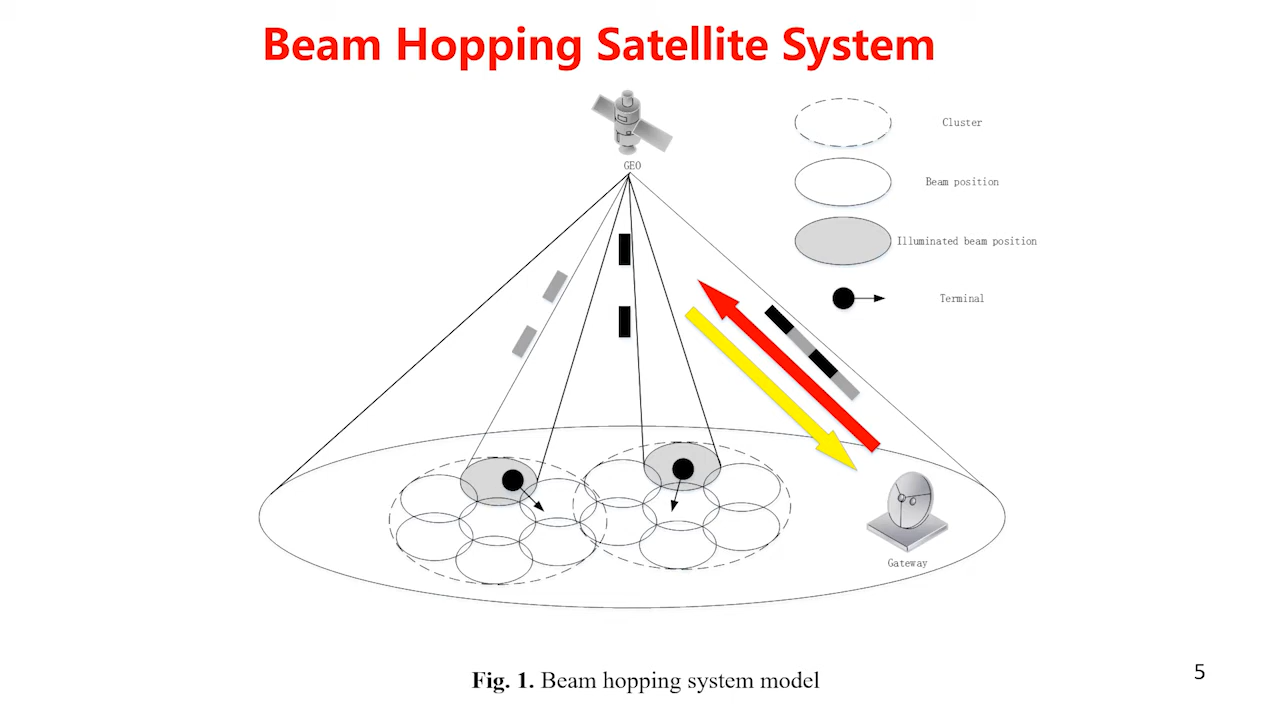 Beam Hopping Satellite System
GEO
Cluster
Beam position
Illuminated beam position
Terminal
Gateway
Fig. 1. Beam hopping system model
5